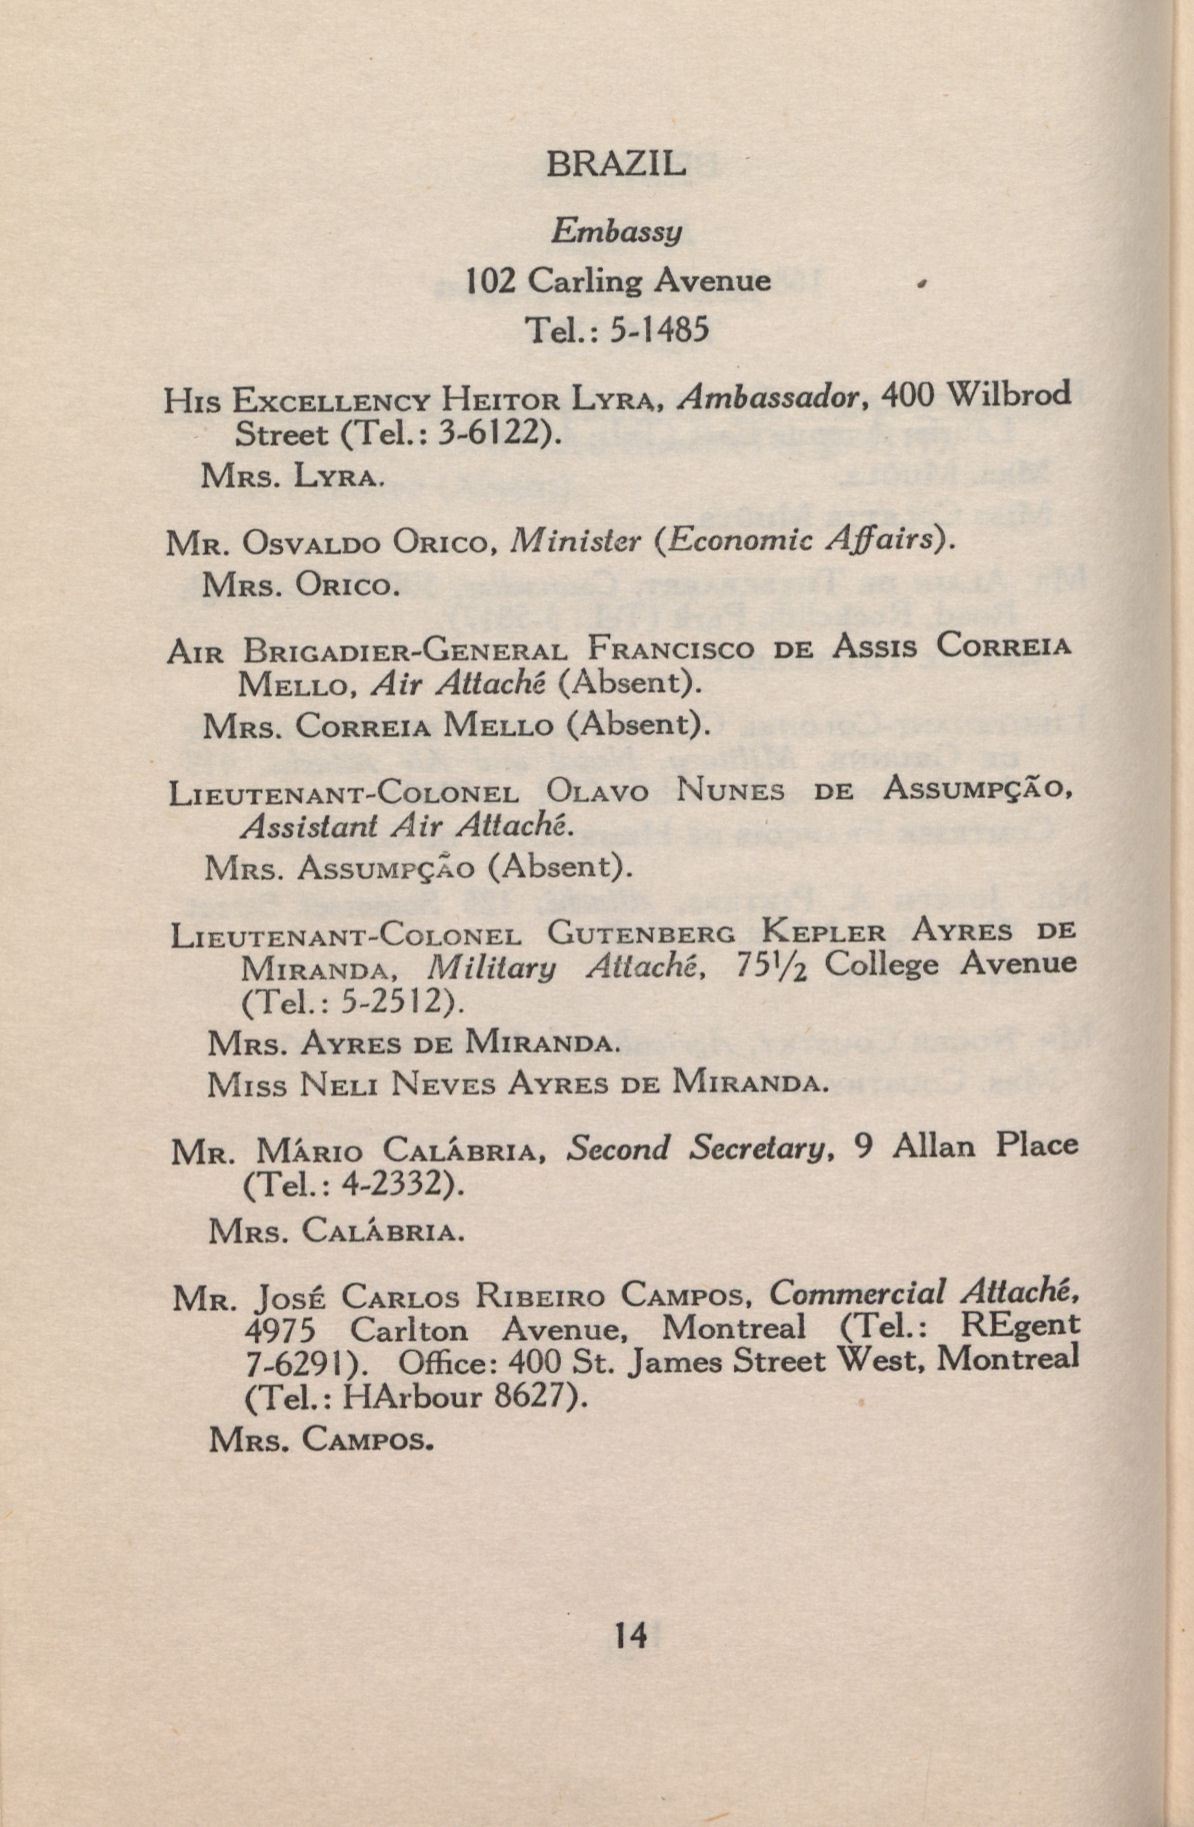 BRAZIL
Embassy
102 Carling Avenue
Tel.: 5-1485
HIS EXCELLENCY HEITOR LYRA, Ambassador, 400 Wilbrod
Street (Tel.: 3-6122).
MRS. LYRA.
MR. OSVALDO ORICO, Minister (Economic Affairs).
MRS. ORICO.
AIR BRIGADIER-GENERAL FRANCISCO DE ASSIS CORREIA
MELLO, Air Attaché (Absent).
MRS. CORREIA MELLO (Absent).
LIEUTENANT-COLONEL OLAVO NUNES DE ASSUMPÇÃO,
Assistant Air Attaché.
MRS. ASSUMPÇÃO (Absent).
LIEUTENANT-COLONEL GUTENBERG KEPLER AYRES DE
MIRANDA, Military Attaché, 75½ College Avenue
(Tel.: 5-2512).
MRS. AYRES DE MIRANDA.
MISS NELI NEVES AYRES DE MIRANDA.
MR. MÁRIO CALÁBRIA, Second Secretary, 9 Allan Place
(Tel.: 4-2332).
MRS. CALÁBRIA.
MR. JOSÉ CARLOS RIBEIRO CAMPOS, Commercial Attaché,
4975 Carlton Avenue, Montreal (Tel.: REgent
7-6291). Office: 400 St. James Street West, Montreal
(Tel.: HArbour 8627).
MRS. CAMPOS.
14